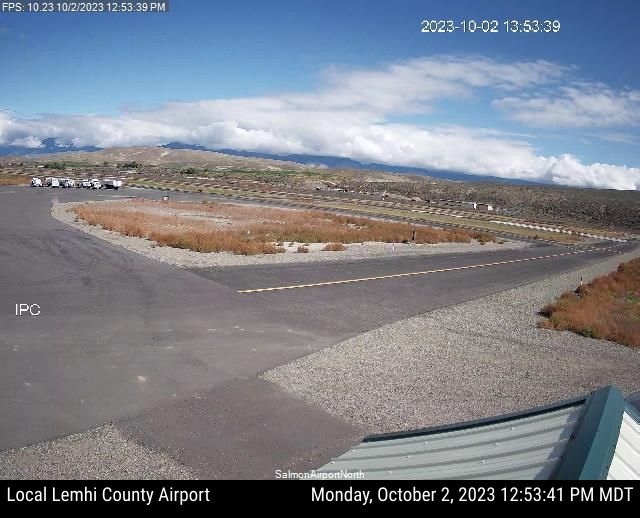 FPS: 10.23 10/2/2023 12:53:39 PM
2023-10-02 13:53:39
IPC
SalmonAirportNorth
Local Lemhi County Airport Monday, October 2, 2023 12:53:41 PM MDT